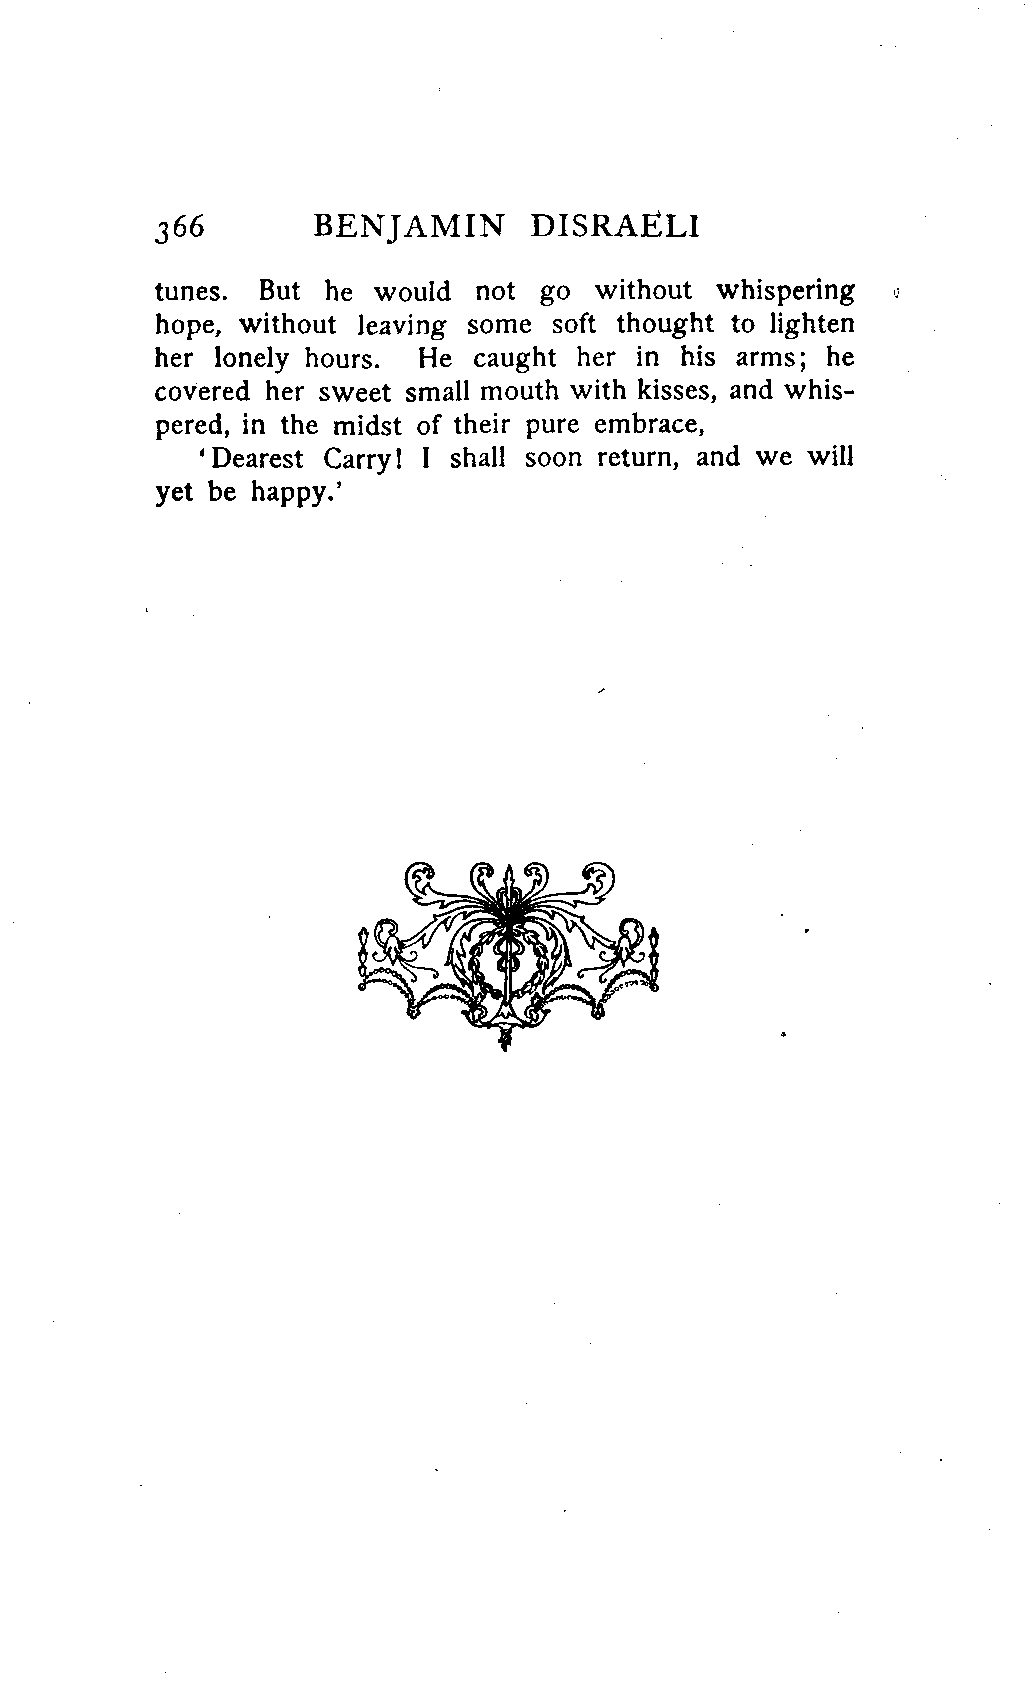 366 BENJAMIN DISRAELI
tunes. But he would not go without whispering
hope, without leaving some soft thought to lighten
her lonely hours. He caught her in his arms; he
covered her sweet small mouth with kisses, and whis-
pered, in the midst of their pure embrace,
‘Dearest Carry! I shall soon return, and we will
yet be happy.’